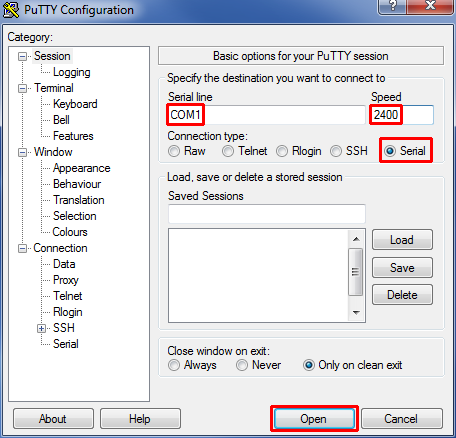 PuTTY Configuration
?
Category:
Session
Logging
Terminal
Keyboard
Bell
Features
Window
Appearance
Behaviour
Translation
Selection
Colours
Connection
Data
Proxy
Telnet
Rlogin
SSH
Serial
Basic options for your PuTTY session
Specify the destination you want to connect to
Serial line Speed
COM1 2400
Connection type:
Raw Telnet Rlogin SSH Serial
Load, save or delete a stored session
Saved Sessions
Load
Save
Delete
Close window on exit:
Always Never Only on clean exit
About Help Open Cancel